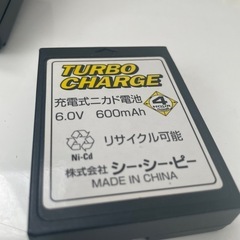 TURBO
CHARGE
充電式ニカド電池
6.0V 600mAh
4
リサイクル可能
Ni-Cd
株式会社 シー・シー・ピー
MADE IN CHINA